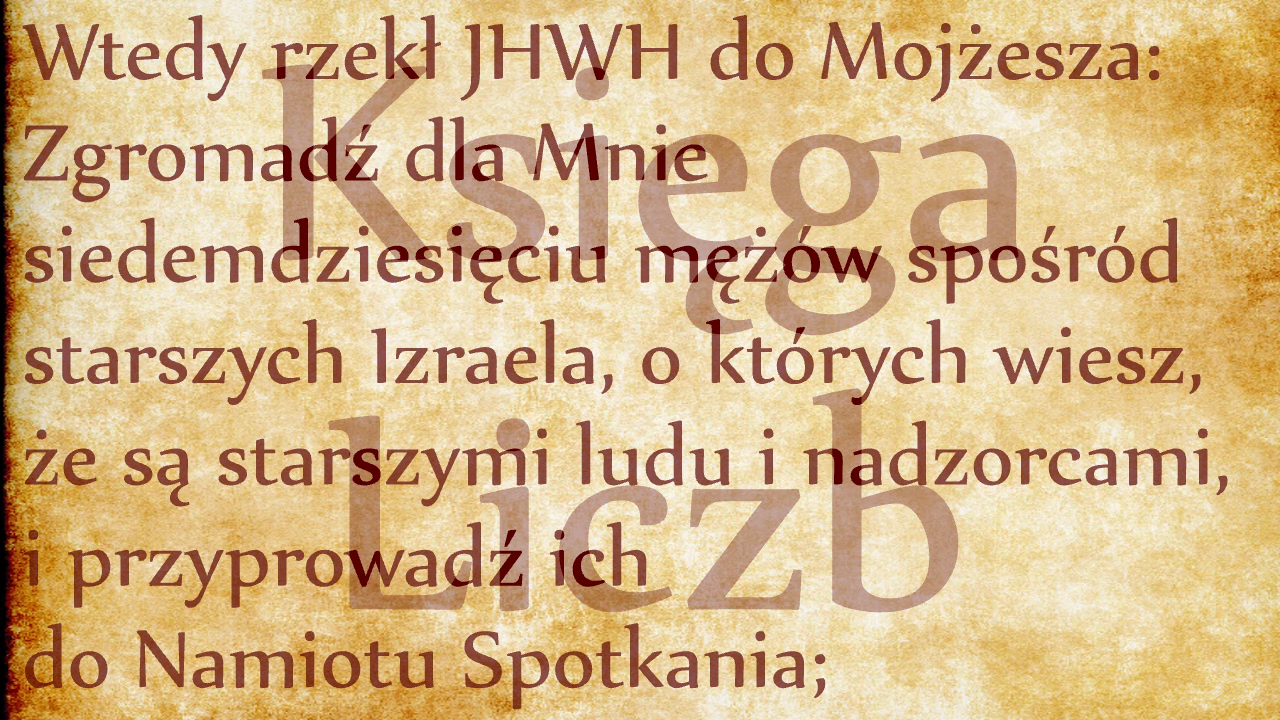 Wtedy rzekł JHWH do Mojżesza:
Zgromadź dla Mnie
siedemdziesięciu mężów spośród
starszych Izraela, o których wiesz,
że są starszymi ludu i nadzorcami,
i przyprowadź ich
do Namiotu Spotkania;
Księga
Liczb